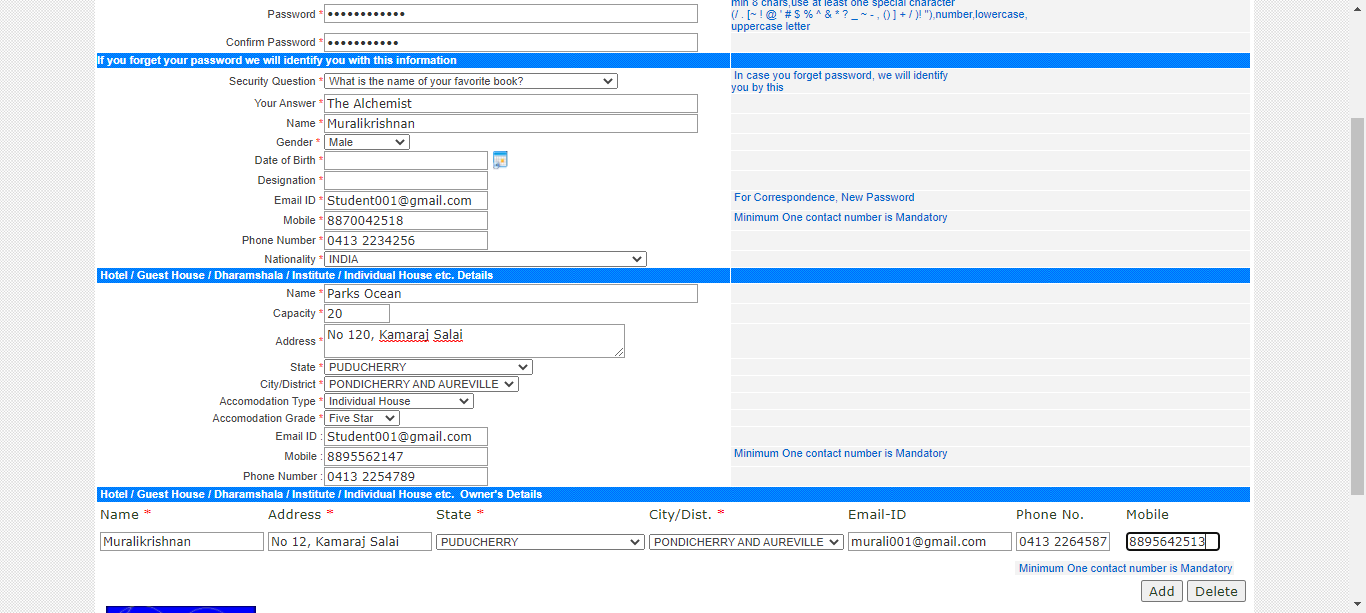 min 8 chars,use at least one special character
Password * ●●●●●●●●●●●● (/ . [~ ! @ ' # $ % ^ & * ? _ ~ - , () ] + / )! "),number,lowercase,
uppercase letter
Confirm Password * ●●●●●●●●●●●
If you forget your password we will identify you with this information
Security Question * What is the name of your favorite book? In case you forget password, we will identify
you by this
Your Answer * The Alchemist
Name * Muralikrishnan
Gender * Male
Date of Birth *
Designation *
Email ID * Student001@gmail.com For Correspondence, New Password
Mobile * 8870042518 Minimum One contact number is Mandatory
Phone Number * 0413 2234256
Nationality * INDIA
Hotel / Guest House / Dharamshala / Institute / Individual House etc. Details
Name * Parks Ocean
Capacity * 20
Address * No 120, Kamaraj Salai
State * PUDUCHERRY
City/District * PONDICHERRY AND AUREVILLE
Accomodation Type * Individual House
Accomodation Grade * Five Star
Email ID : Student001@gmail.com
Mobile : 8895562147 Minimum One contact number is Mandatory
Phone Number : 0413 2254789
Hotel / Guest House / Dharamshala / Institute / Individual House etc. Owner's Details
Name * Address * State * City/Dist. * Email-ID Phone No. Mobile
Muralikrishnan No 12, Kamaraj Salai PUDUCHERRY PONDICHERRY AND AUREVILLE murali001@gmail.com 0413 2264587 8895642513
Minimum One contact number is Mandatory
Add Delete